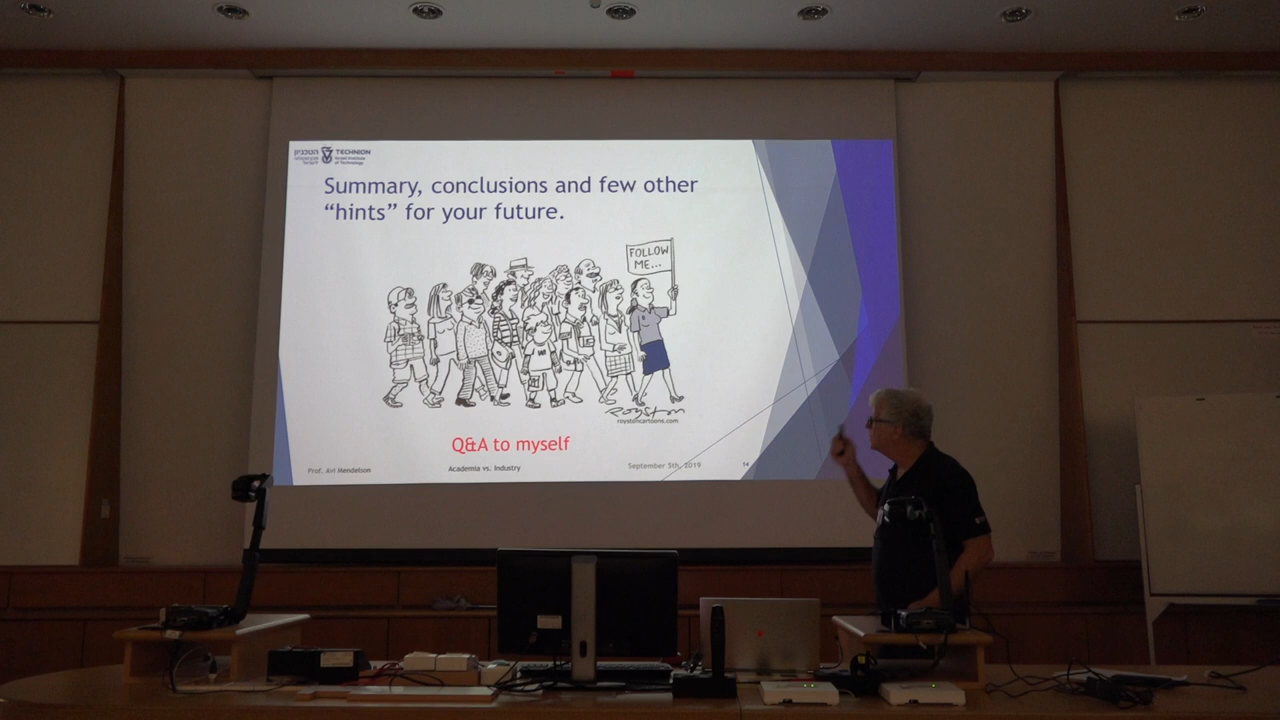 הטכניון
TECHNION
Israel Institute
of Technology
Summary, conclusions and few other
“hints” for your future.
FOLLOW
ME...
ROYSTON
roystoncartoons.com
Q&A to myself
Prof. Avi Mendelson
Academia vs. Industry
September 5th, 2019
14